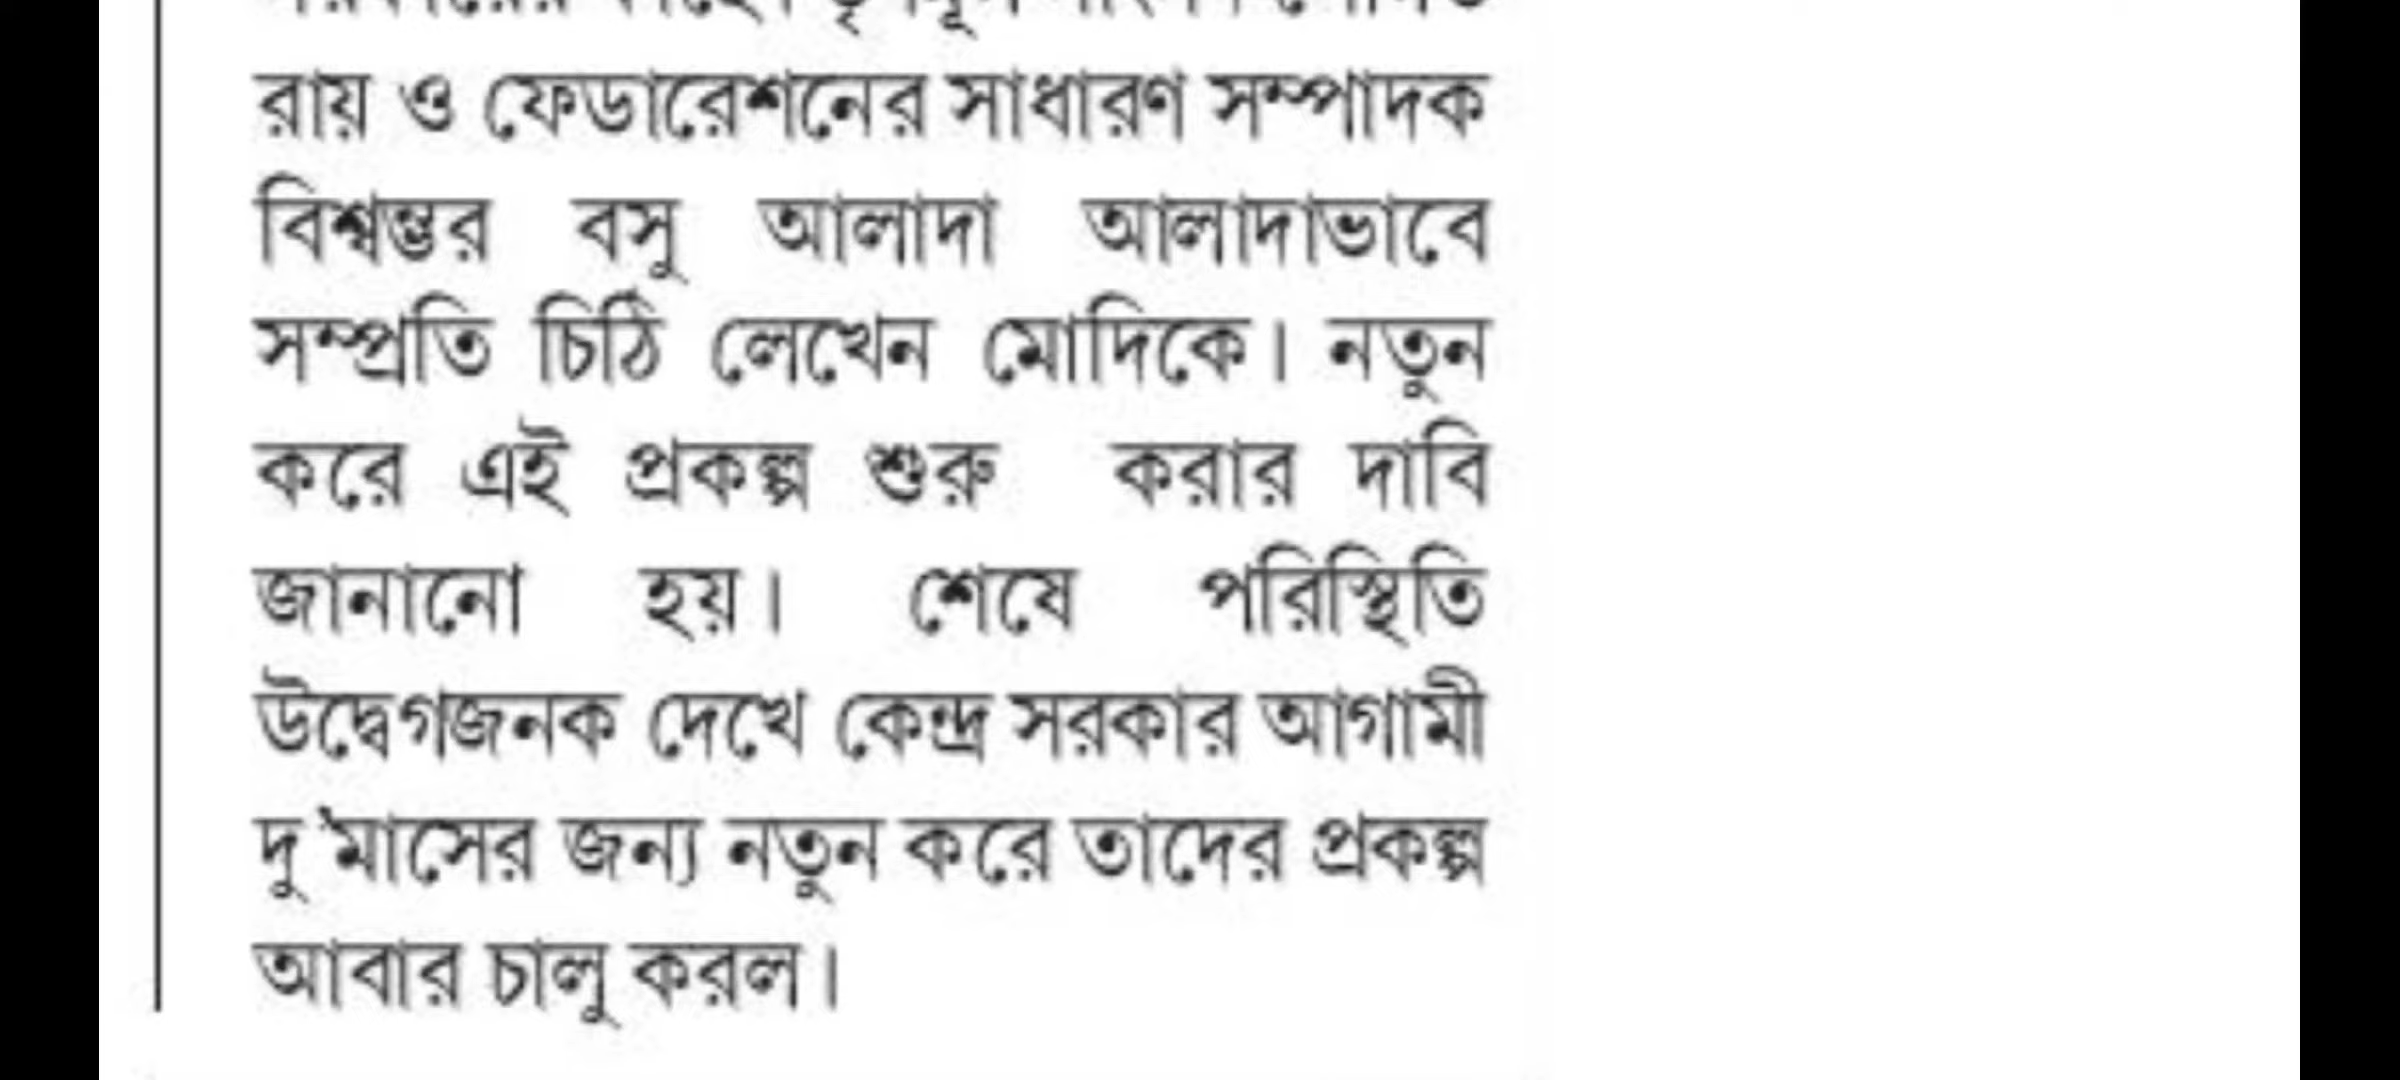 রায় ও ফেডারেশনের সাধারণ সম্পাদক
বিশ্বম্ভর বসু আলাদা আলাদাভাবে
সম্প্রতি চিঠি লেখেন মোদিকে। নতুন
করে এই প্রকল্প শুরু করার দাবি
জানানো হয়। শেষে পরিস্থিতি
উদ্বেগজনক দেখে কেন্দ্র সরকার আগামী
দু'মাসের জন্য নতুন করে তাদের প্রকল্প
আবার চালু করল।